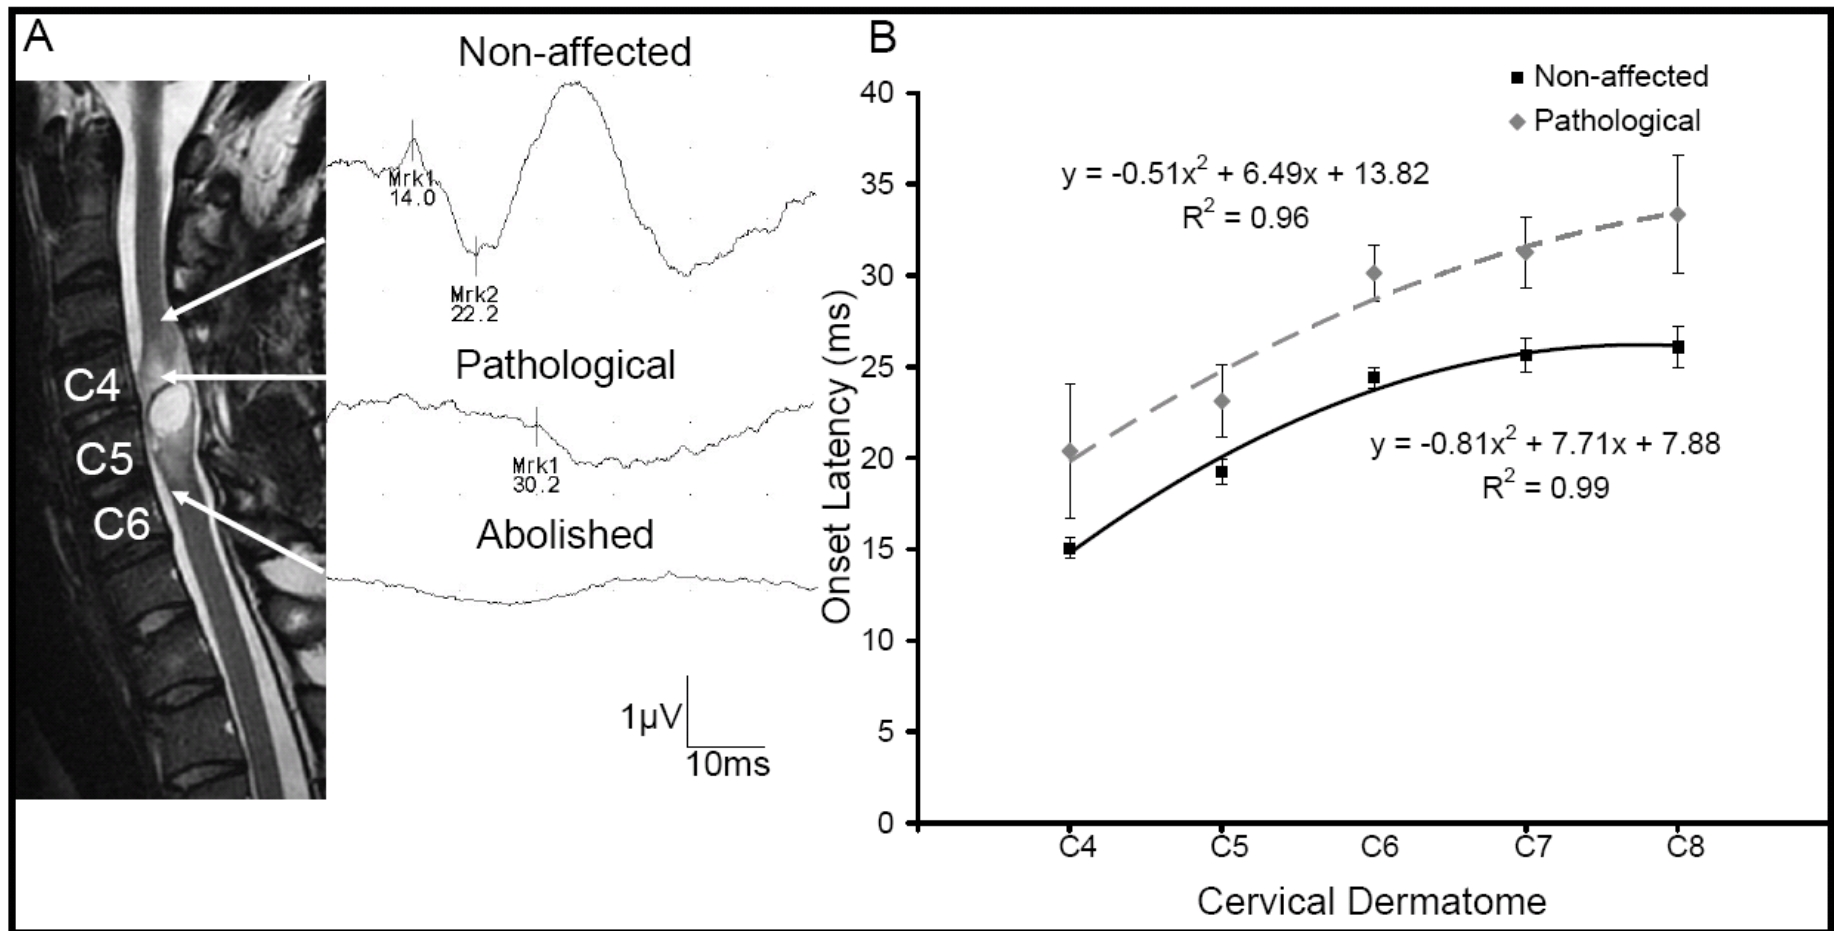 A
Non-affected
Mrk1
14.0
Mrk2
22.2
Pathological
Mrk1
30.2
Abolished
C4
C5
C6
1µV
10ms
B
Non-affected
Pathological
y = -0.51x² + 6.49x + 13.82
R² = 0.96
y = -0.81x² + 7.71x + 7.88
R² = 0.99
Onset Latency (ms)
40
35
30
25
20
15
10
5
0
C4 C5 C6 C7 C8
Cervical Dermatome